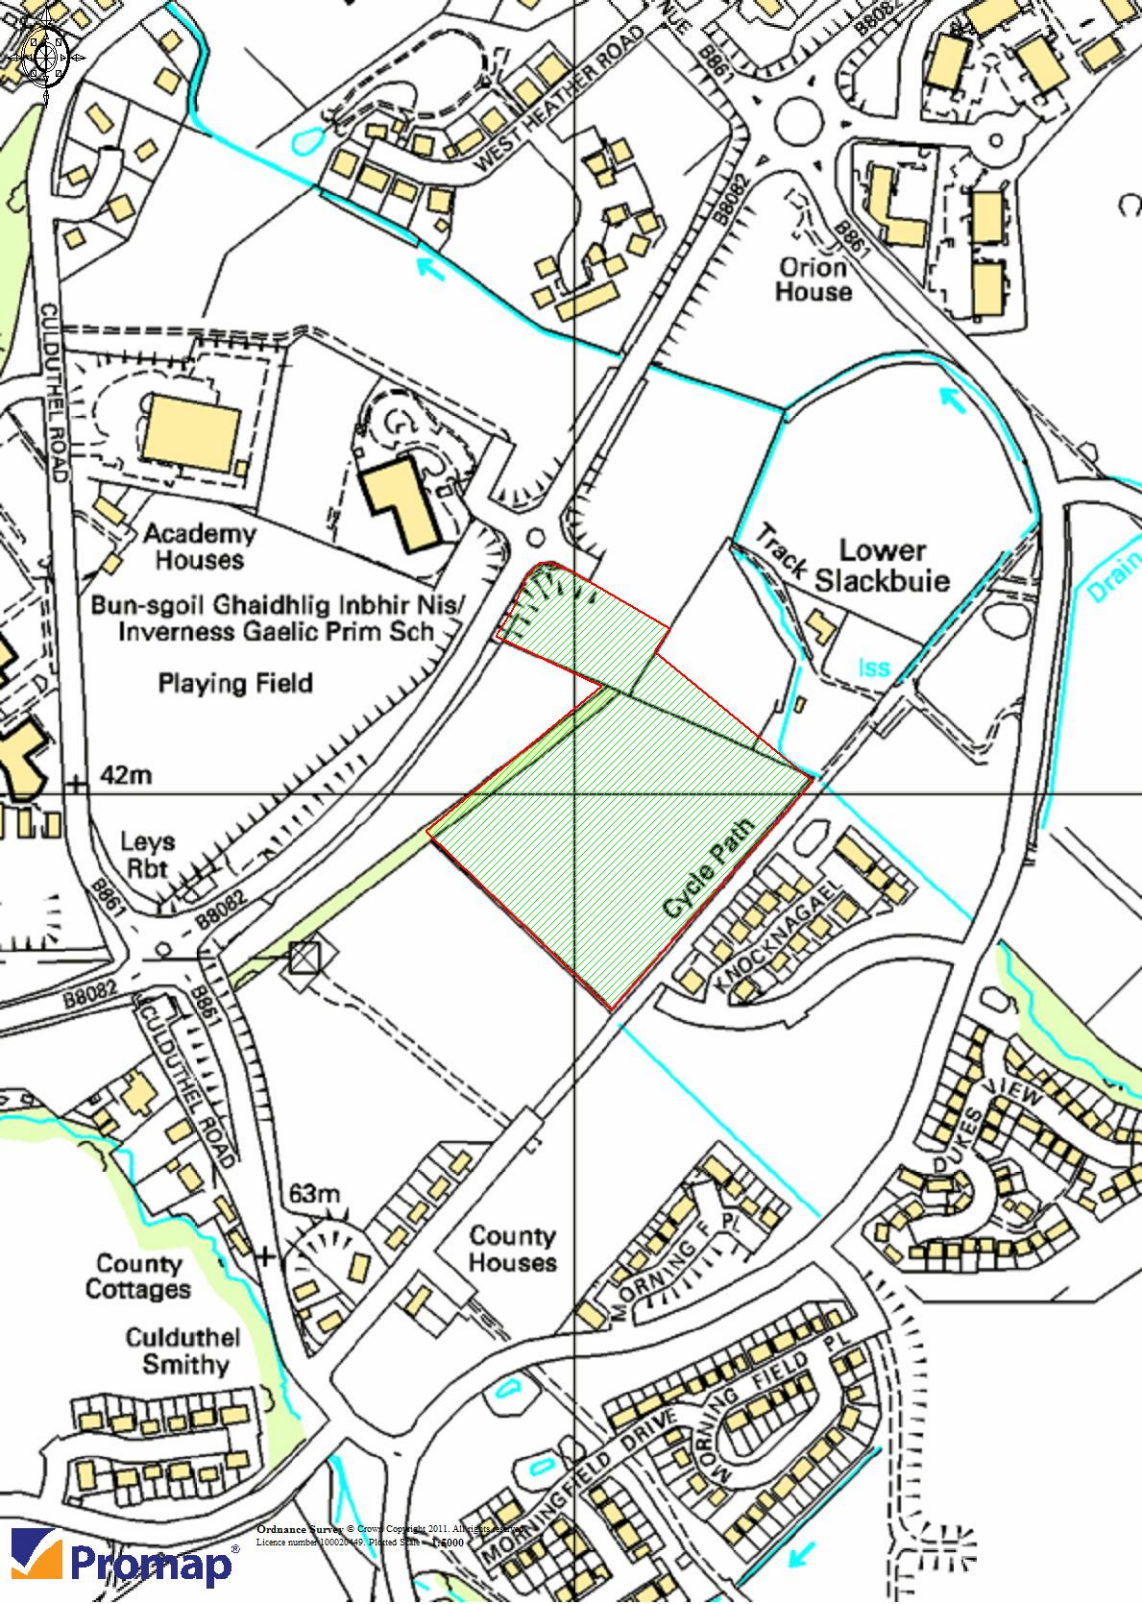 B8082
B861
WEST HEATHER ROAD
B8082
B861
Orion
House
CULDUTHEL ROAD
Academy
Houses
Track
Lower
Slackbuie
Drain
Bun-sgoil Ghaidhlig Inbhir Nis/
Inverness Gaelic Prim Sch
Iss
Playing Field
42m
Leys
Rbt
Cycle Path
B861
B8082
KNOCKNAGAEL
B8082
B861
CULDUTHEL ROAD
DUKES VIEW
63m
County
Houses
MORNING F PL
County
Cottages
Culduthel
Smithy
MORNING FIELD PL
MORNINGFIELD DRIVE
Ordnance Survey © Crown Copyright 2011. All rights reserved.
Licence number 100020449. Plotted Scale - 1:5000
Promap®